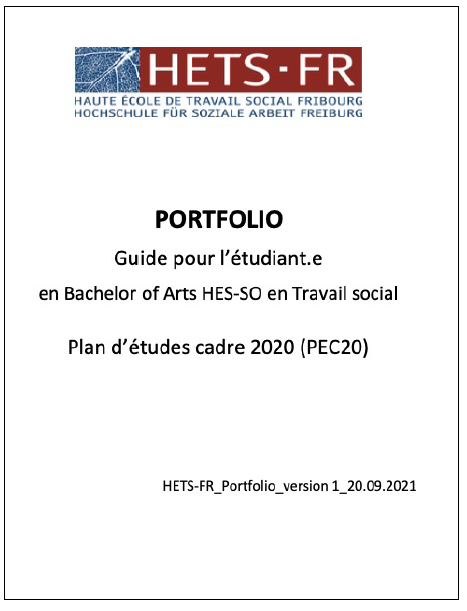 HETS-FR
HAUTE ÉCOLE DE TRAVAIL SOCIAL FRIBOURG
HOCHSCHULE FÜR SOZIALE ARBEIT FREIBURG
PORTFOLIO
Guide pour l'étudiant.e
en Bachelor of Arts HES-SO en Travail social
Plan d'études cadre 2020 (PEC20)
HETS-FR_Portfolio_version 1_20.09.2021